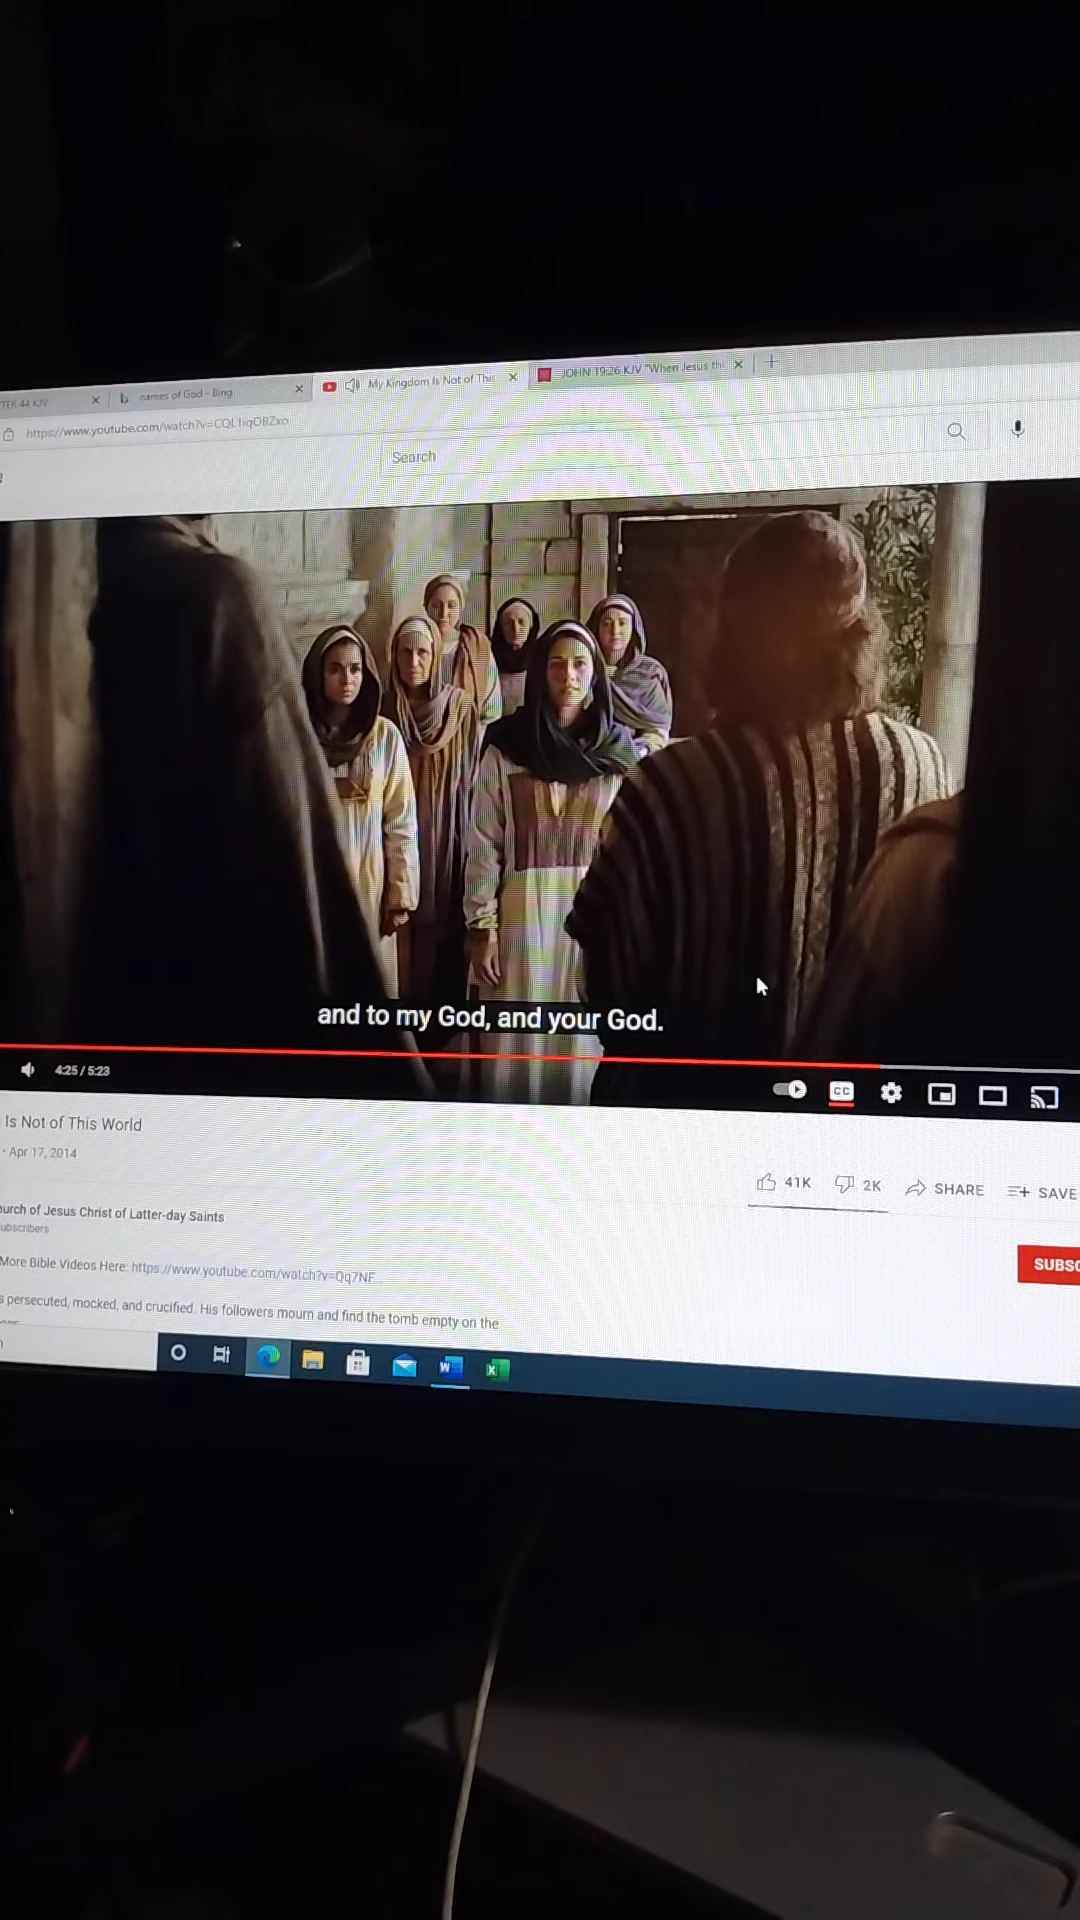 TER 44 KJV
names of God - Bing
My Kingdom Is Not of This
JOHN 19:26 KJV "When Jesus th
https://www.youtube.com/watch?v=CQL1iqOBZxo
Search
and to my God, and your God.
4:25 / 5:23
CC
Is Not of This World
· Apr 17, 2014
41K
2K
SHARE
SAVE
urch of Jesus Christ of Latter-day Saints
ubscribers
SUBSC
More Bible Videos Here: https://www.youtube.com/watch?v=Qq7NF...
s persecuted, mocked, and crucified. His followers mourn and find the tomb empty on the
W
X